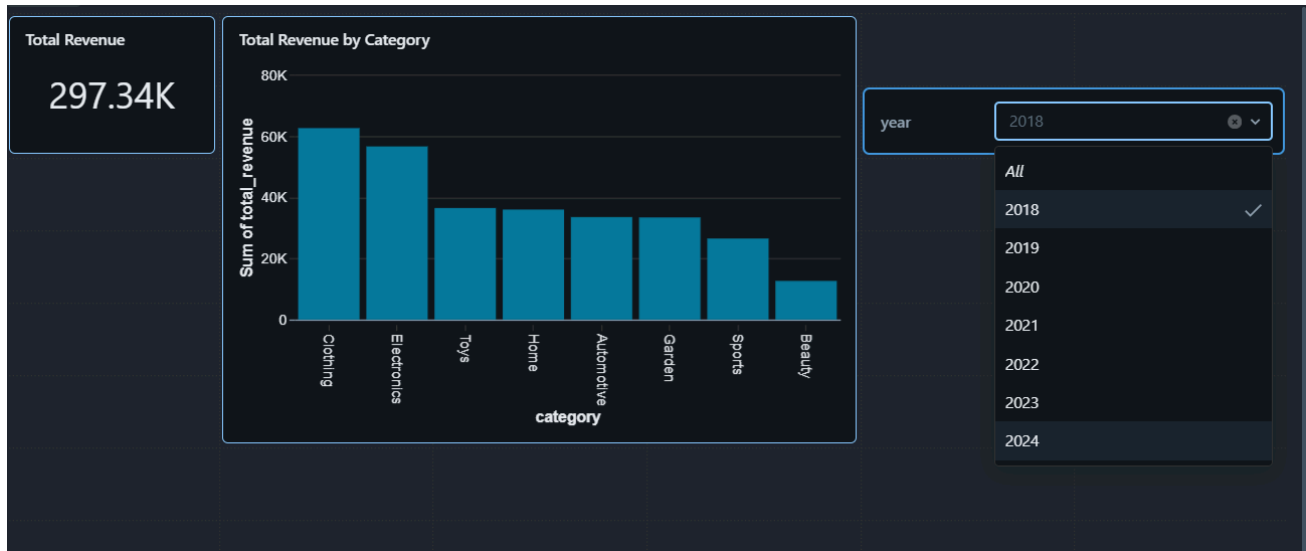 Total Revenue
297.34K
Total Revenue by Category
80K
60K
40K
20K
0
Sum of total_revenue
Clothing
Electronics
Toys
Home
Automotive
Garden
Sports
Beauty
category
year
2018
All
2018
2019
2020
2021
2022
2023
2024